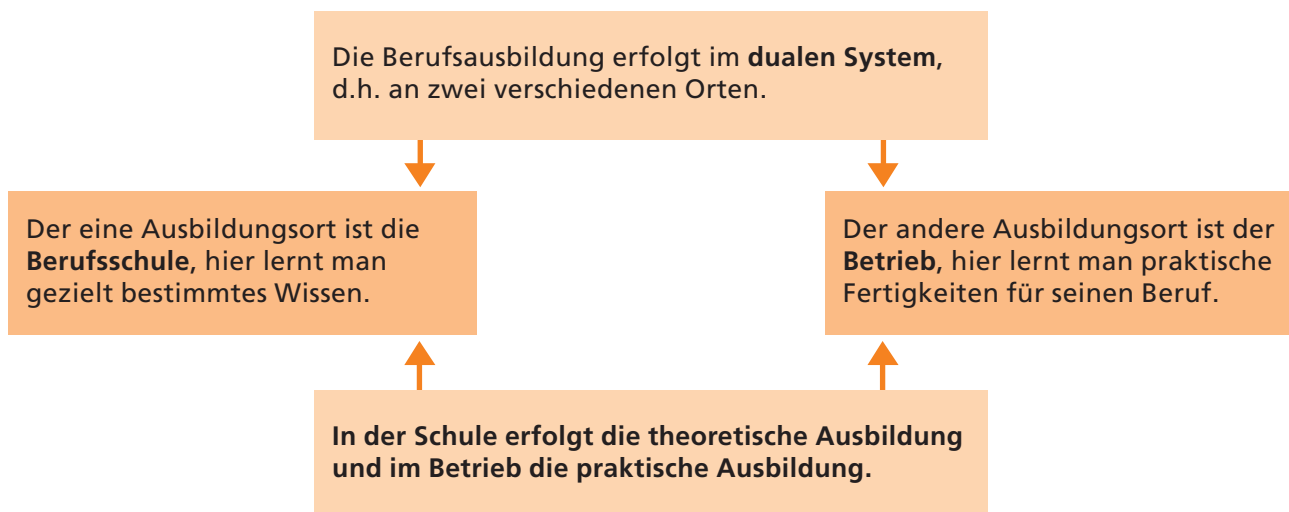 Die Berufsausbildung erfolgt im dualen System,
d.h. an zwei verschiedenen Orten.
Der eine Ausbildungsort ist die
Berufsschule, hier lernt man
gezielt bestimmtes Wissen.
Der andere Ausbildungsort ist der
Betrieb, hier lernt man praktische
Fertigkeiten für seinen Beruf.
In der Schule erfolgt die theoretische Ausbildung
und im Betrieb die praktische Ausbildung.